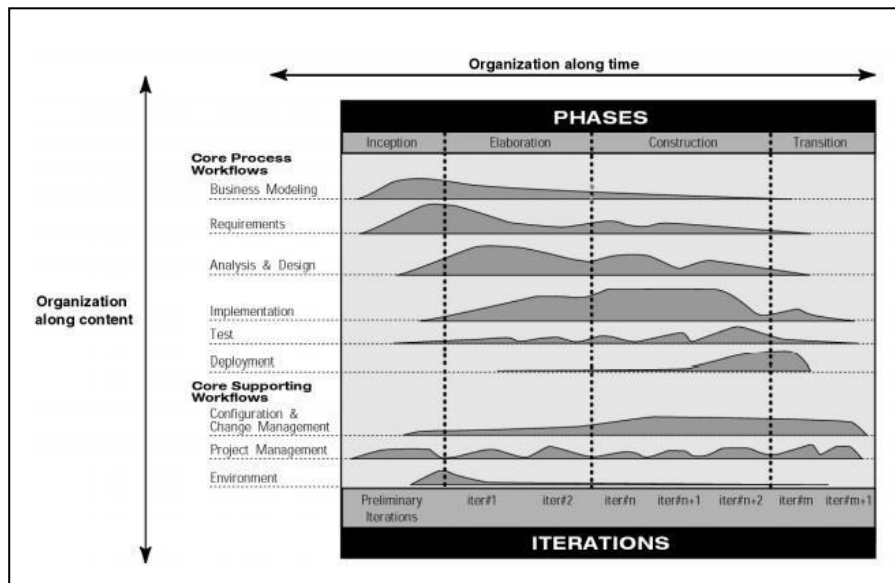 Organization along time
PHASES
Inception Elaboration Construction Transition
Core Process
Workflows
Business Modeling
Requirements
Analysis & Design
Organization
along content
Implementation
Test
Deployment
Core Supporting
Workflows
Configuration &
Change Management
Project Management
Environment
Preliminary
Iterations
iter#1 iter#2 iter#n iter#n+1 iter#n+2 iter#m iter#m+1
ITERATIONS